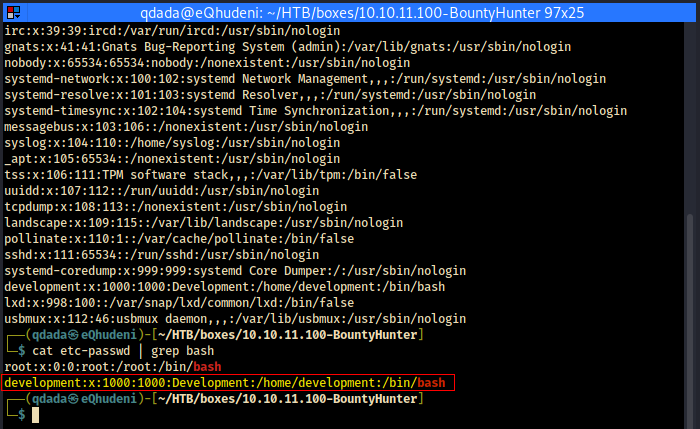 qdada@eQhudeni: ~/HTB/boxes/10.10.11.100-BountyHunter 97x25
irc:x:39:39:ircd:/var/run/ircd:/usr/sbin/nologin
gnats:x:41:41:Gnats Bug-Reporting System (admin):/var/lib/gnats:/usr/sbin/nologin
nobody:x:65534:65534:nobody:/nonexistent:/usr/sbin/nologin
systemd-network:x:100:102:systemd Network Management,,,:/run/systemd:/usr/sbin/nologin
systemd-resolve:x:101:103:systemd Resolver,,,:/run/systemd:/usr/sbin/nologin
systemd-timesync:x:102:104:systemd Time Synchronization,,,:/run/systemd:/usr/sbin/nologin
messagebus:x:103:106::/nonexistent:/usr/sbin/nologin
syslog:x:104:110::/home/syslog:/usr/sbin/nologin
_apt:x:105:65534::/nonexistent:/usr/sbin/nologin
tss:x:106:111:TPM software stack,,,:/var/lib/tpm:/bin/false
uuidd:x:107:112::/run/uuidd:/usr/sbin/nologin
tcpdump:x:108:113::/nonexistent:/usr/sbin/nologin
landscape:x:109:115::/var/lib/landscape:/usr/sbin/nologin
pollinate:x:110:1::/var/cache/pollinate:/bin/false
sshd:x:111:65534::/run/sshd:/usr/sbin/nologin
systemd-coredump:x:999:999:systemd Core Dumper:/:/usr/sbin/nologin
development:x:1000:1000:Development:/home/development:/bin/bash
lxd:x:998:100::/var/snap/lxd/common/lxd:/bin/false
usbmux:x:112:46:usbmux daemon,,,:/var/lib/usbmux:/usr/sbin/nologin
┌──(qdada㉿eQhudeni)-[~/HTB/boxes/10.10.11.100-BountyHunter]
└─$ cat etc-passwd | grep bash
root:x:0:0:root:/root:/bin/bash
development:x:1000:1000:Development:/home/development:/bin/bash
┌──(qdada㉿eQhudeni)-[~/HTB/boxes/10.10.11.100-BountyHunter]
└─$